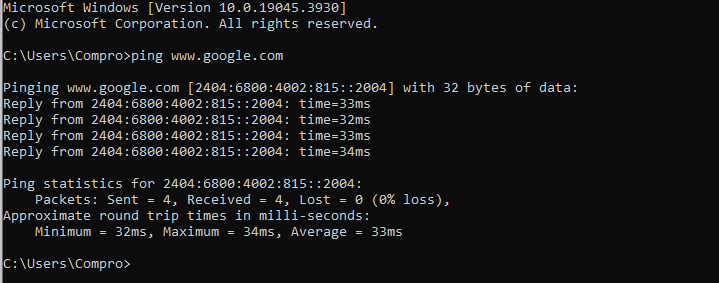 Microsoft Windows [Version 10.0.19045.3930]
(c) Microsoft Corporation. All rights reserved.
C:\Users\Compro>ping www.google.com
Pinging www.google.com [2404:6800:4002:815::2004] with 32 bytes of data:
Reply from 2404:6800:4002:815::2004: time=33ms
Reply from 2404:6800:4002:815::2004: time=32ms
Reply from 2404:6800:4002:815::2004: time=33ms
Reply from 2404:6800:4002:815::2004: time=34ms
Ping statistics for 2404:6800:4002:815::2004:
    Packets: Sent = 4, Received = 4, Lost = 0 (0% loss),
Approximate round trip times in milli-seconds:
    Minimum = 32ms, Maximum = 34ms, Average = 33ms
C:\Users\Compro>